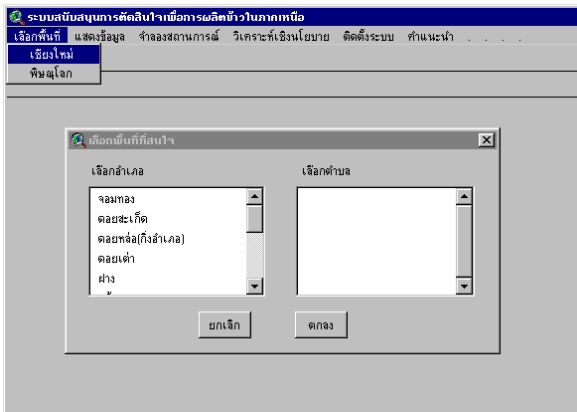 ระบบสนับสนุนการตัดสินใจเพื่อการผลิตข้าวในภาคเหนือ
เลือกพื้นที่ แสดงข้อมูล จำลองสถานการณ์ วิเคราะห์เชิงนโยบาย ติดตั้งระบบ คำแนะนำ . . . .
เชียงใหม่
พิษณุโลก
เลือกพื้นที่ที่สนใจ
เลือกอำเภอ เลือกตำบล
จอมทอง
ดอยสะเก็ด
ดอยหล่อ(กิ่งอำเภอ)
ดอยเต่า
ฝาง
ยกเลิก ตกลง